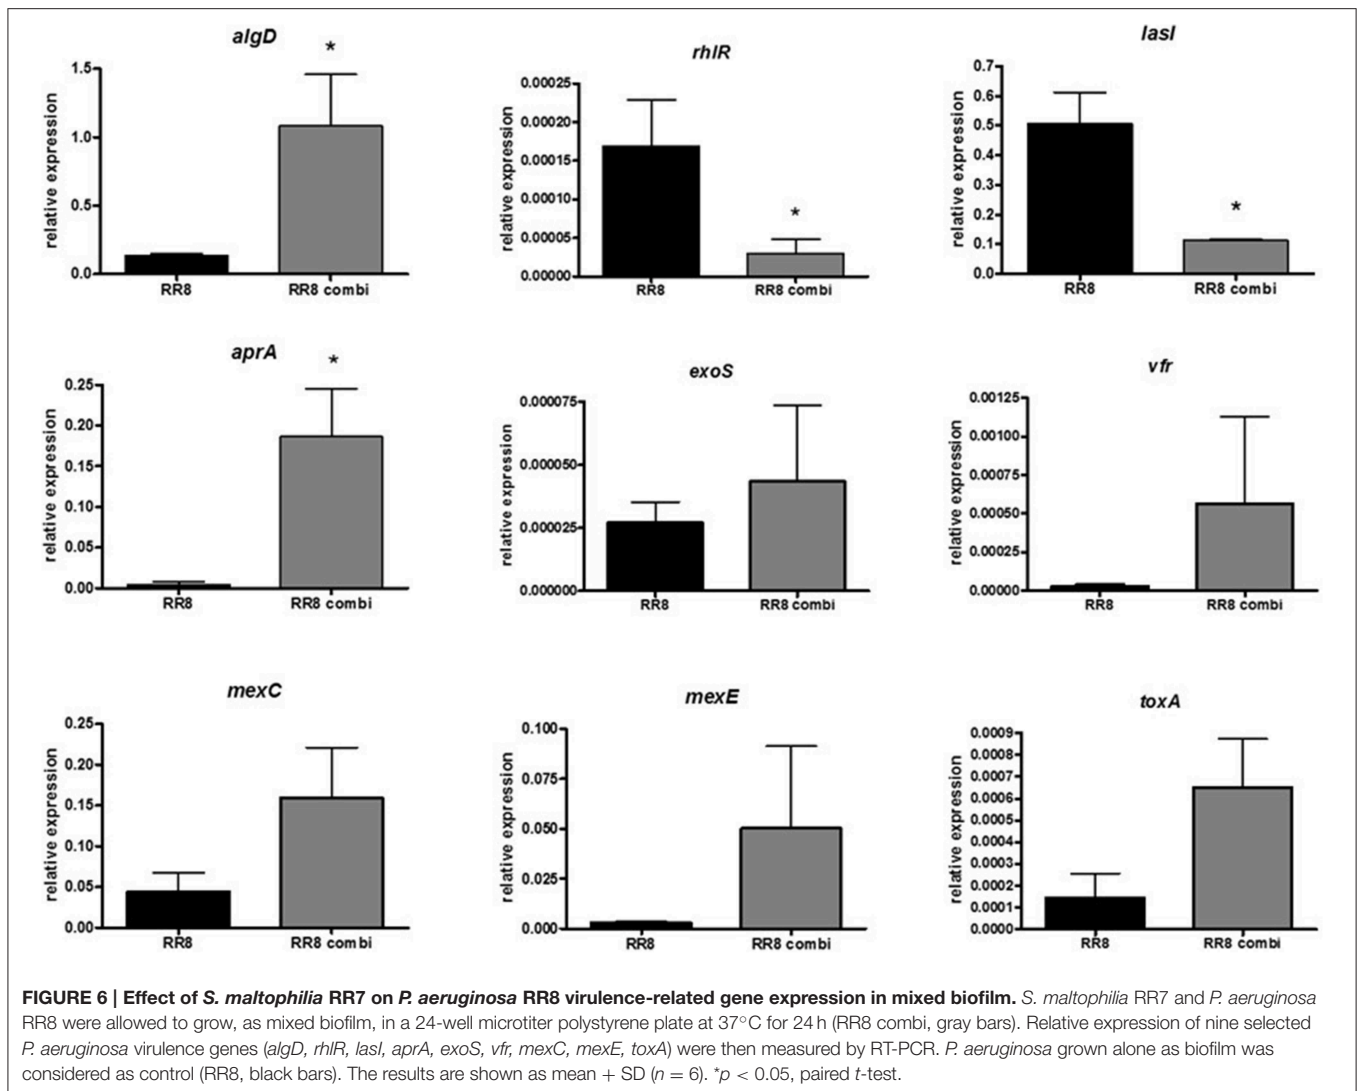 algD
*
relative expression
1.5
1.0
0.5
0.0
RR8
RR8 combi
rhlR
*
relative expression
0.00025
0.00020
0.00015
0.00010
0.00005
0.00000
RR8
RR8 combi
lasI
*
relative expression
0.7
0.6
0.5
0.4
0.3
0.2
0.1
0.0
RR8
RR8 combi
aprA
*
relative expression
0.25
0.20
0.15
0.10
0.05
0.00
RR8
RR8 combi
exoS
relative expression
0.000075
0.000050
0.000025
0.000000
RR8
RR8 combi
vfr
relative expression
0.00125
0.00100
0.00075
0.00050
0.00025
0.00000
RR8
RR8 combi
mexC
relative expression
0.25
0.20
0.15
0.10
0.05
0.00
RR8
RR8 combi
mexE
relative expression
0.100
0.075
0.050
0.025
0.000
RR8
RR8 combi
toxA
relative expression
0.0009
0.0008
0.0007
0.0006
0.0005
0.0004
0.0003
0.0002
0.0001
0.0000
RR8
RR8 combi
FIGURE 6 | Effect of S. maltophilia RR7 on P. aeruginosa RR8 virulence-related gene expression in mixed biofilm. S. maltophilia RR7 and P. aeruginosa
RR8 were allowed to grow, as mixed biofilm, in a 24-well microtiter polystyrene plate at 37°C for 24 h (RR8 combi, gray bars). Relative expression of nine selected
P. aeruginosa virulence genes (algD, rhlR, lasI, aprA, exoS, vfr, mexC, mexE, toxA) were then measured by RT-PCR. P. aeruginosa grown alone as biofilm was
considered as control (RR8, black bars). The results are shown as mean + SD (n = 6). *p < 0.05, paired t-test.